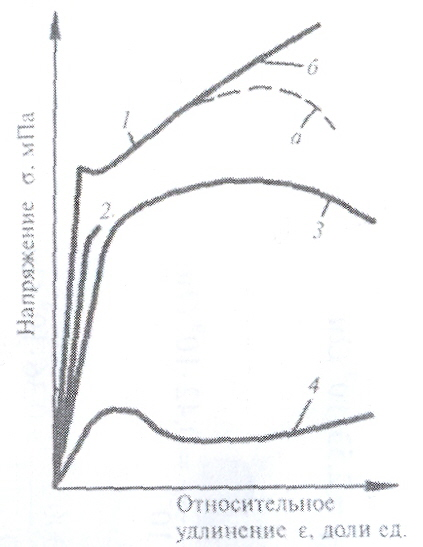 Напряжение σ. мПа
1
б
а
2
3
4
Относительное
удлинение ε, доли ед.